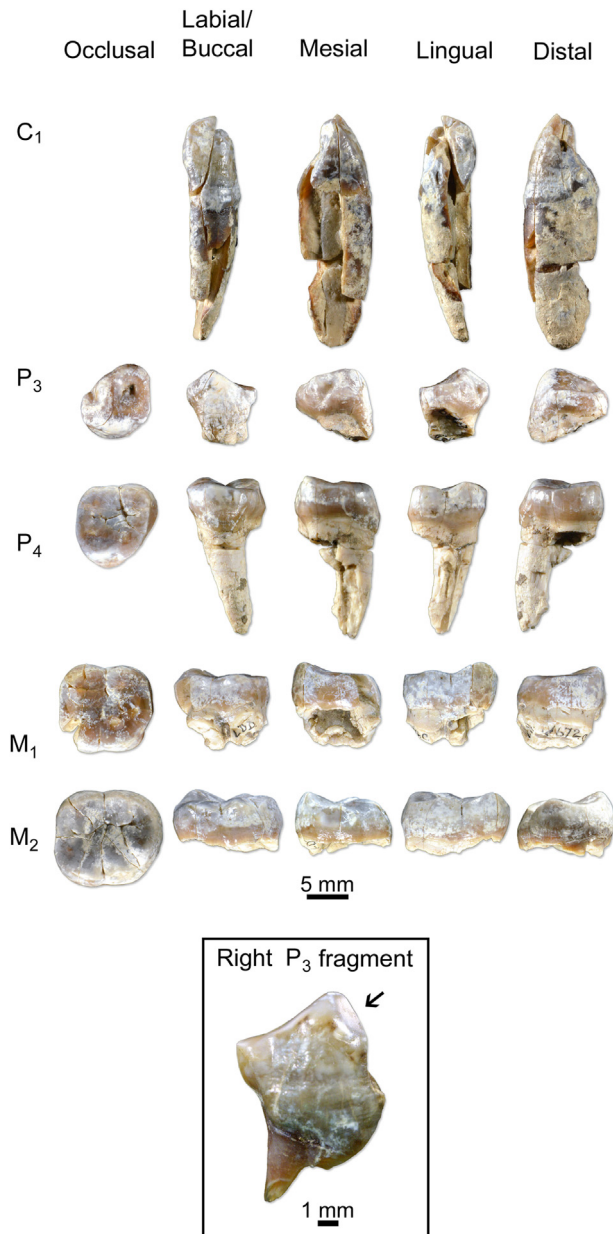 Occlusal Labial/ Buccal Mesial Lingual Distal
C1
P3
P4
M1
M2
5 mm
Right P3 fragment
1 mm